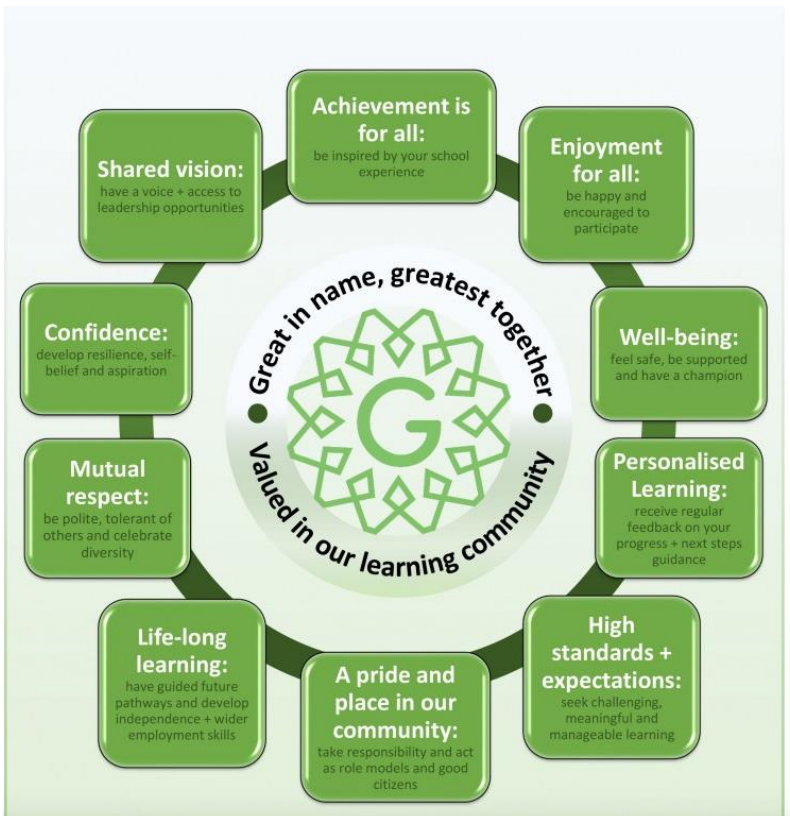 Achievement is
for all:
be inspired by your school
experience
Enjoyment
for all:
be happy and
encouraged to
participate
Well-being:
feel safe, be supported
and have a champion
Personalised
Learning:
receive regular
feedback on your
progress + next steps
guidance
High
standards +
expectations:
seek challenging,
meaningful and
manageable learning
A pride and
place in our
community:
take responsibility and act
as role models and good
citizens
Life-long
learning:
have guided future
pathways and develop
independence + wider
employment skills
Mutual
respect:
be polite, tolerant of
others and celebrate
diversity
Confidence:
develop resilience, self-
belief and aspiration
Shared vision:
have a voice + access to
leadership opportunities
Great in name, greatest together
G
Valued in our learning community